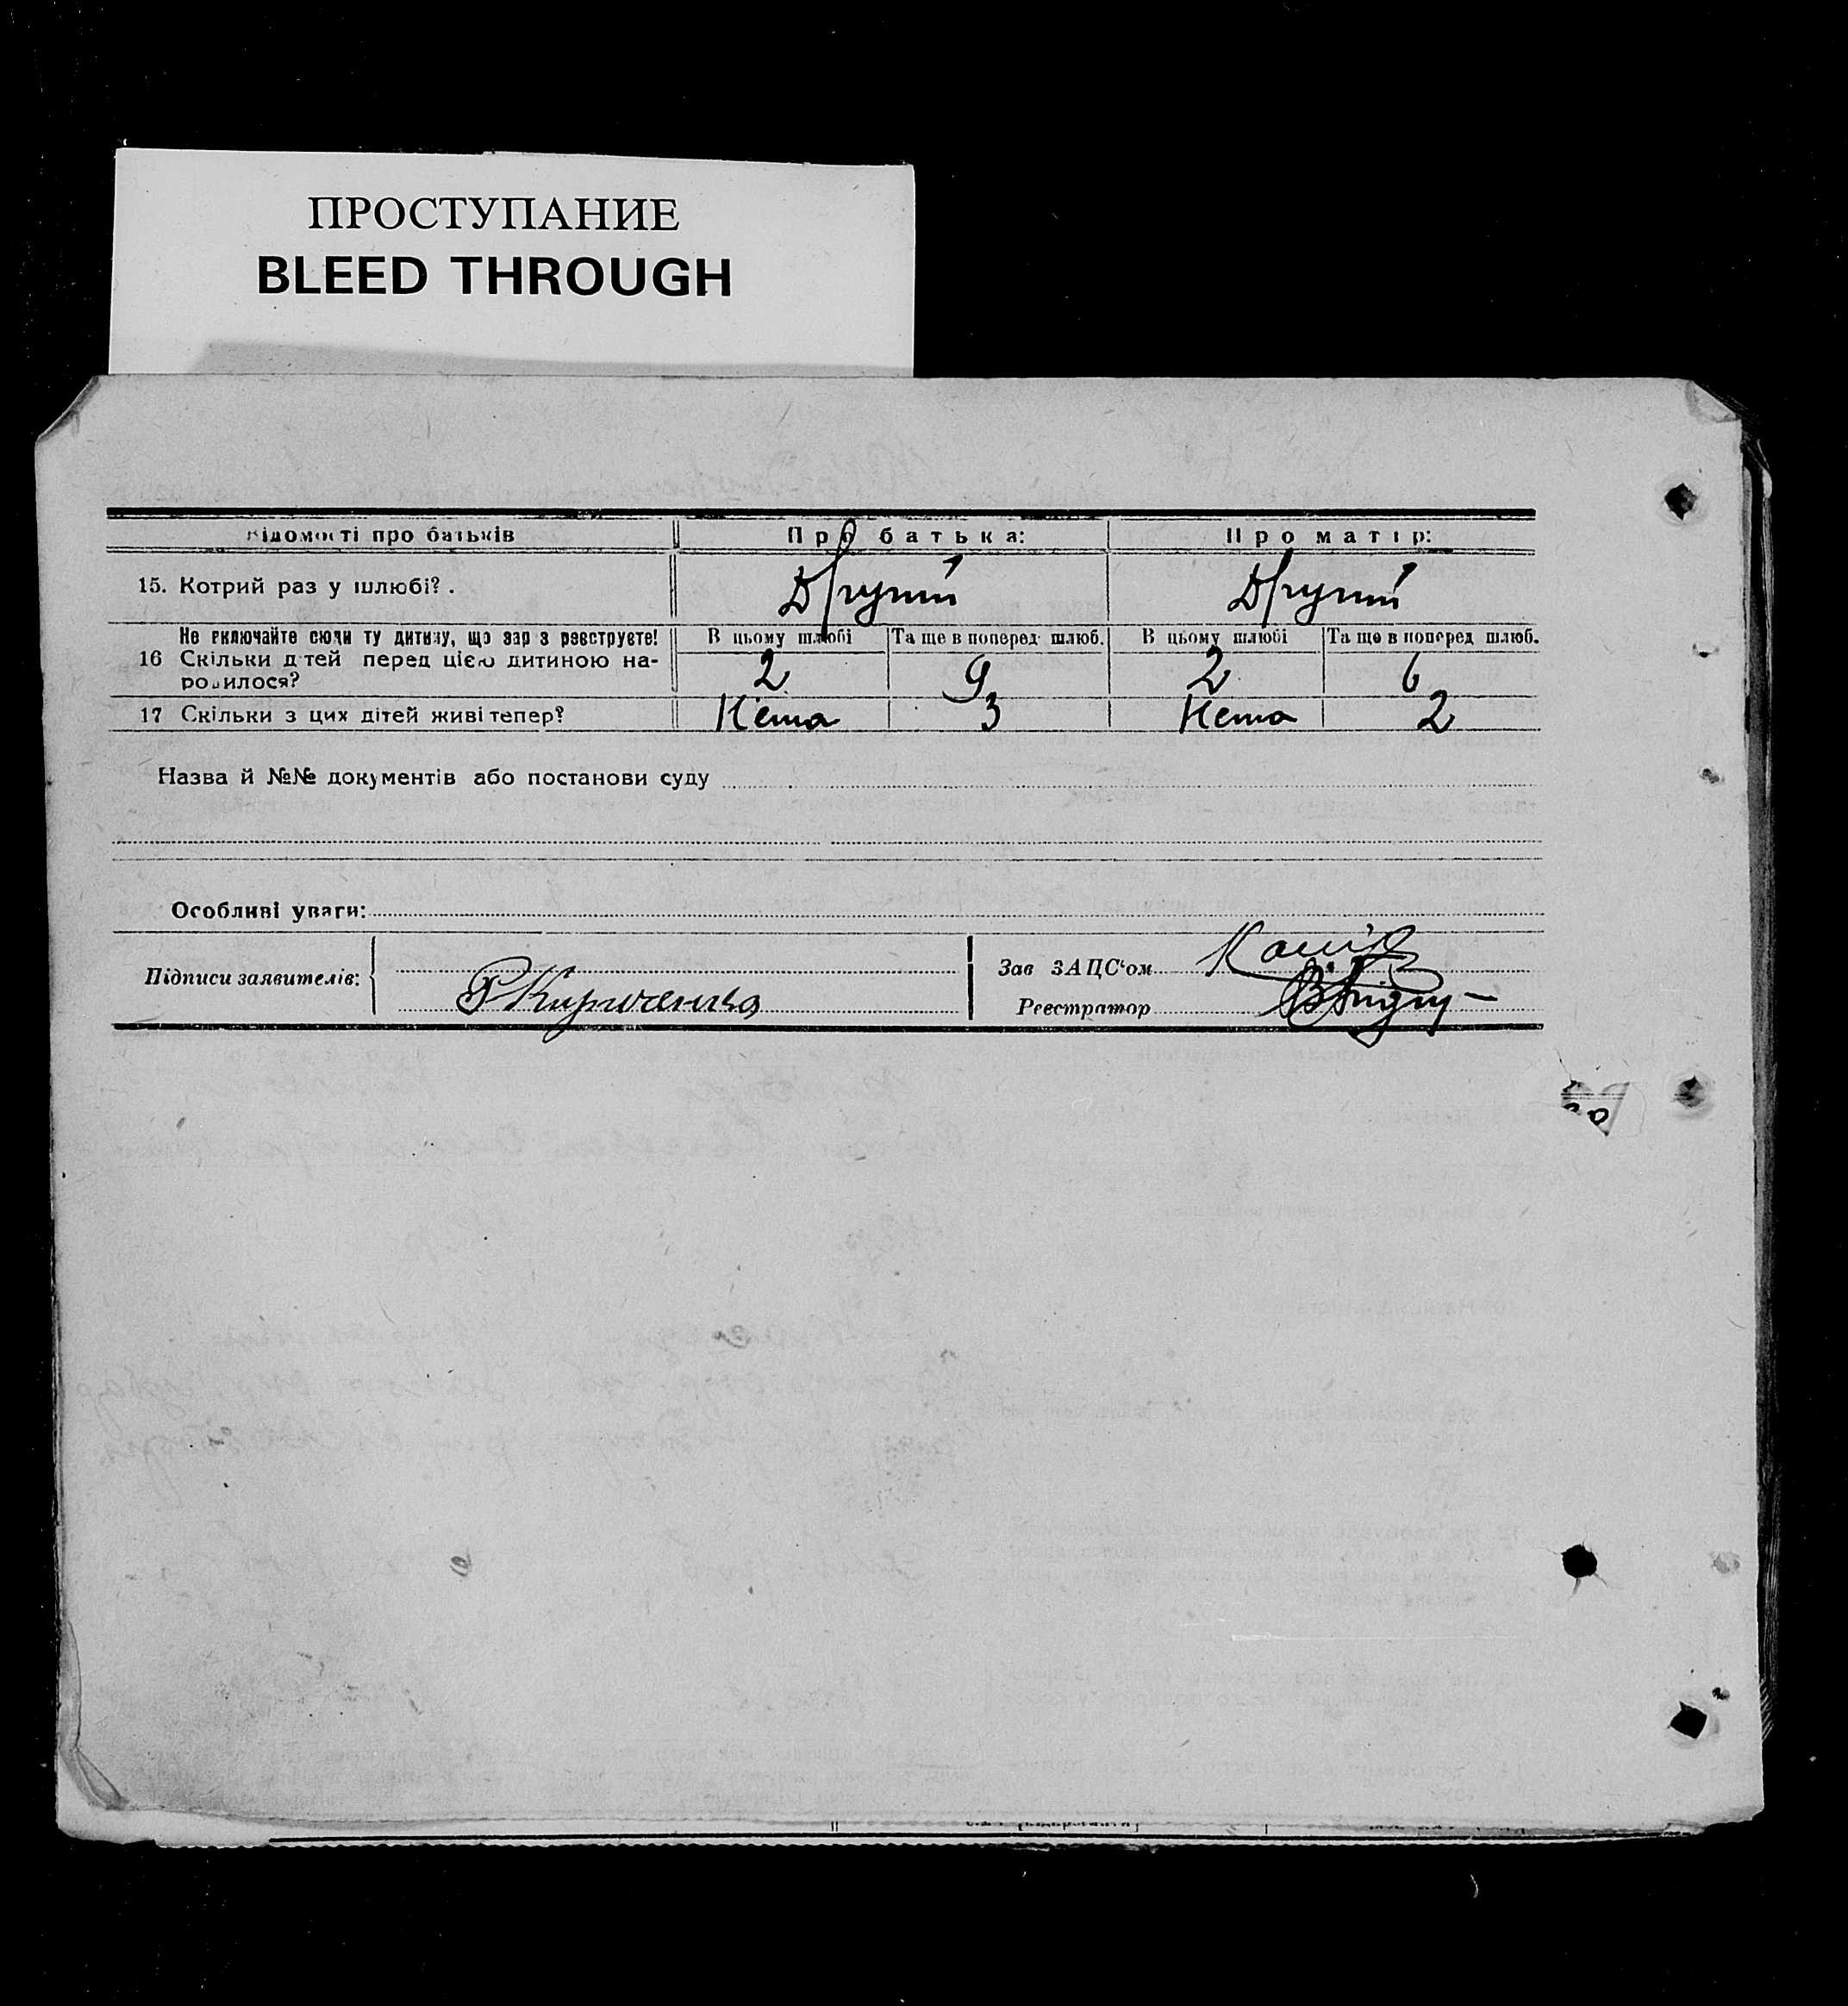 ПРОСТУПАНИЕ
BLEED THROUGH
Відомості про батьків Про батька: Про матір:
15. Котрий раз у шлюбі? . Другий Другий
Не включайте сюди ту дитину, що зараз реєструєте! В цьому шлюбі Та ще в поперед шлюб. В цьому шлюбі Та ще в поперед шлюб.
16 Скільки дітей перед цією дитиною на-
родилося? 2 9 2 6
17 Скільки з цих дітей живі тепер? Нема 3 Нема 2
Назва й №№ документів або постанови суду
Особливі уваги:
Підписи заявителів: Зав ЗАЦС‘ом
Кириченко Реєстратор